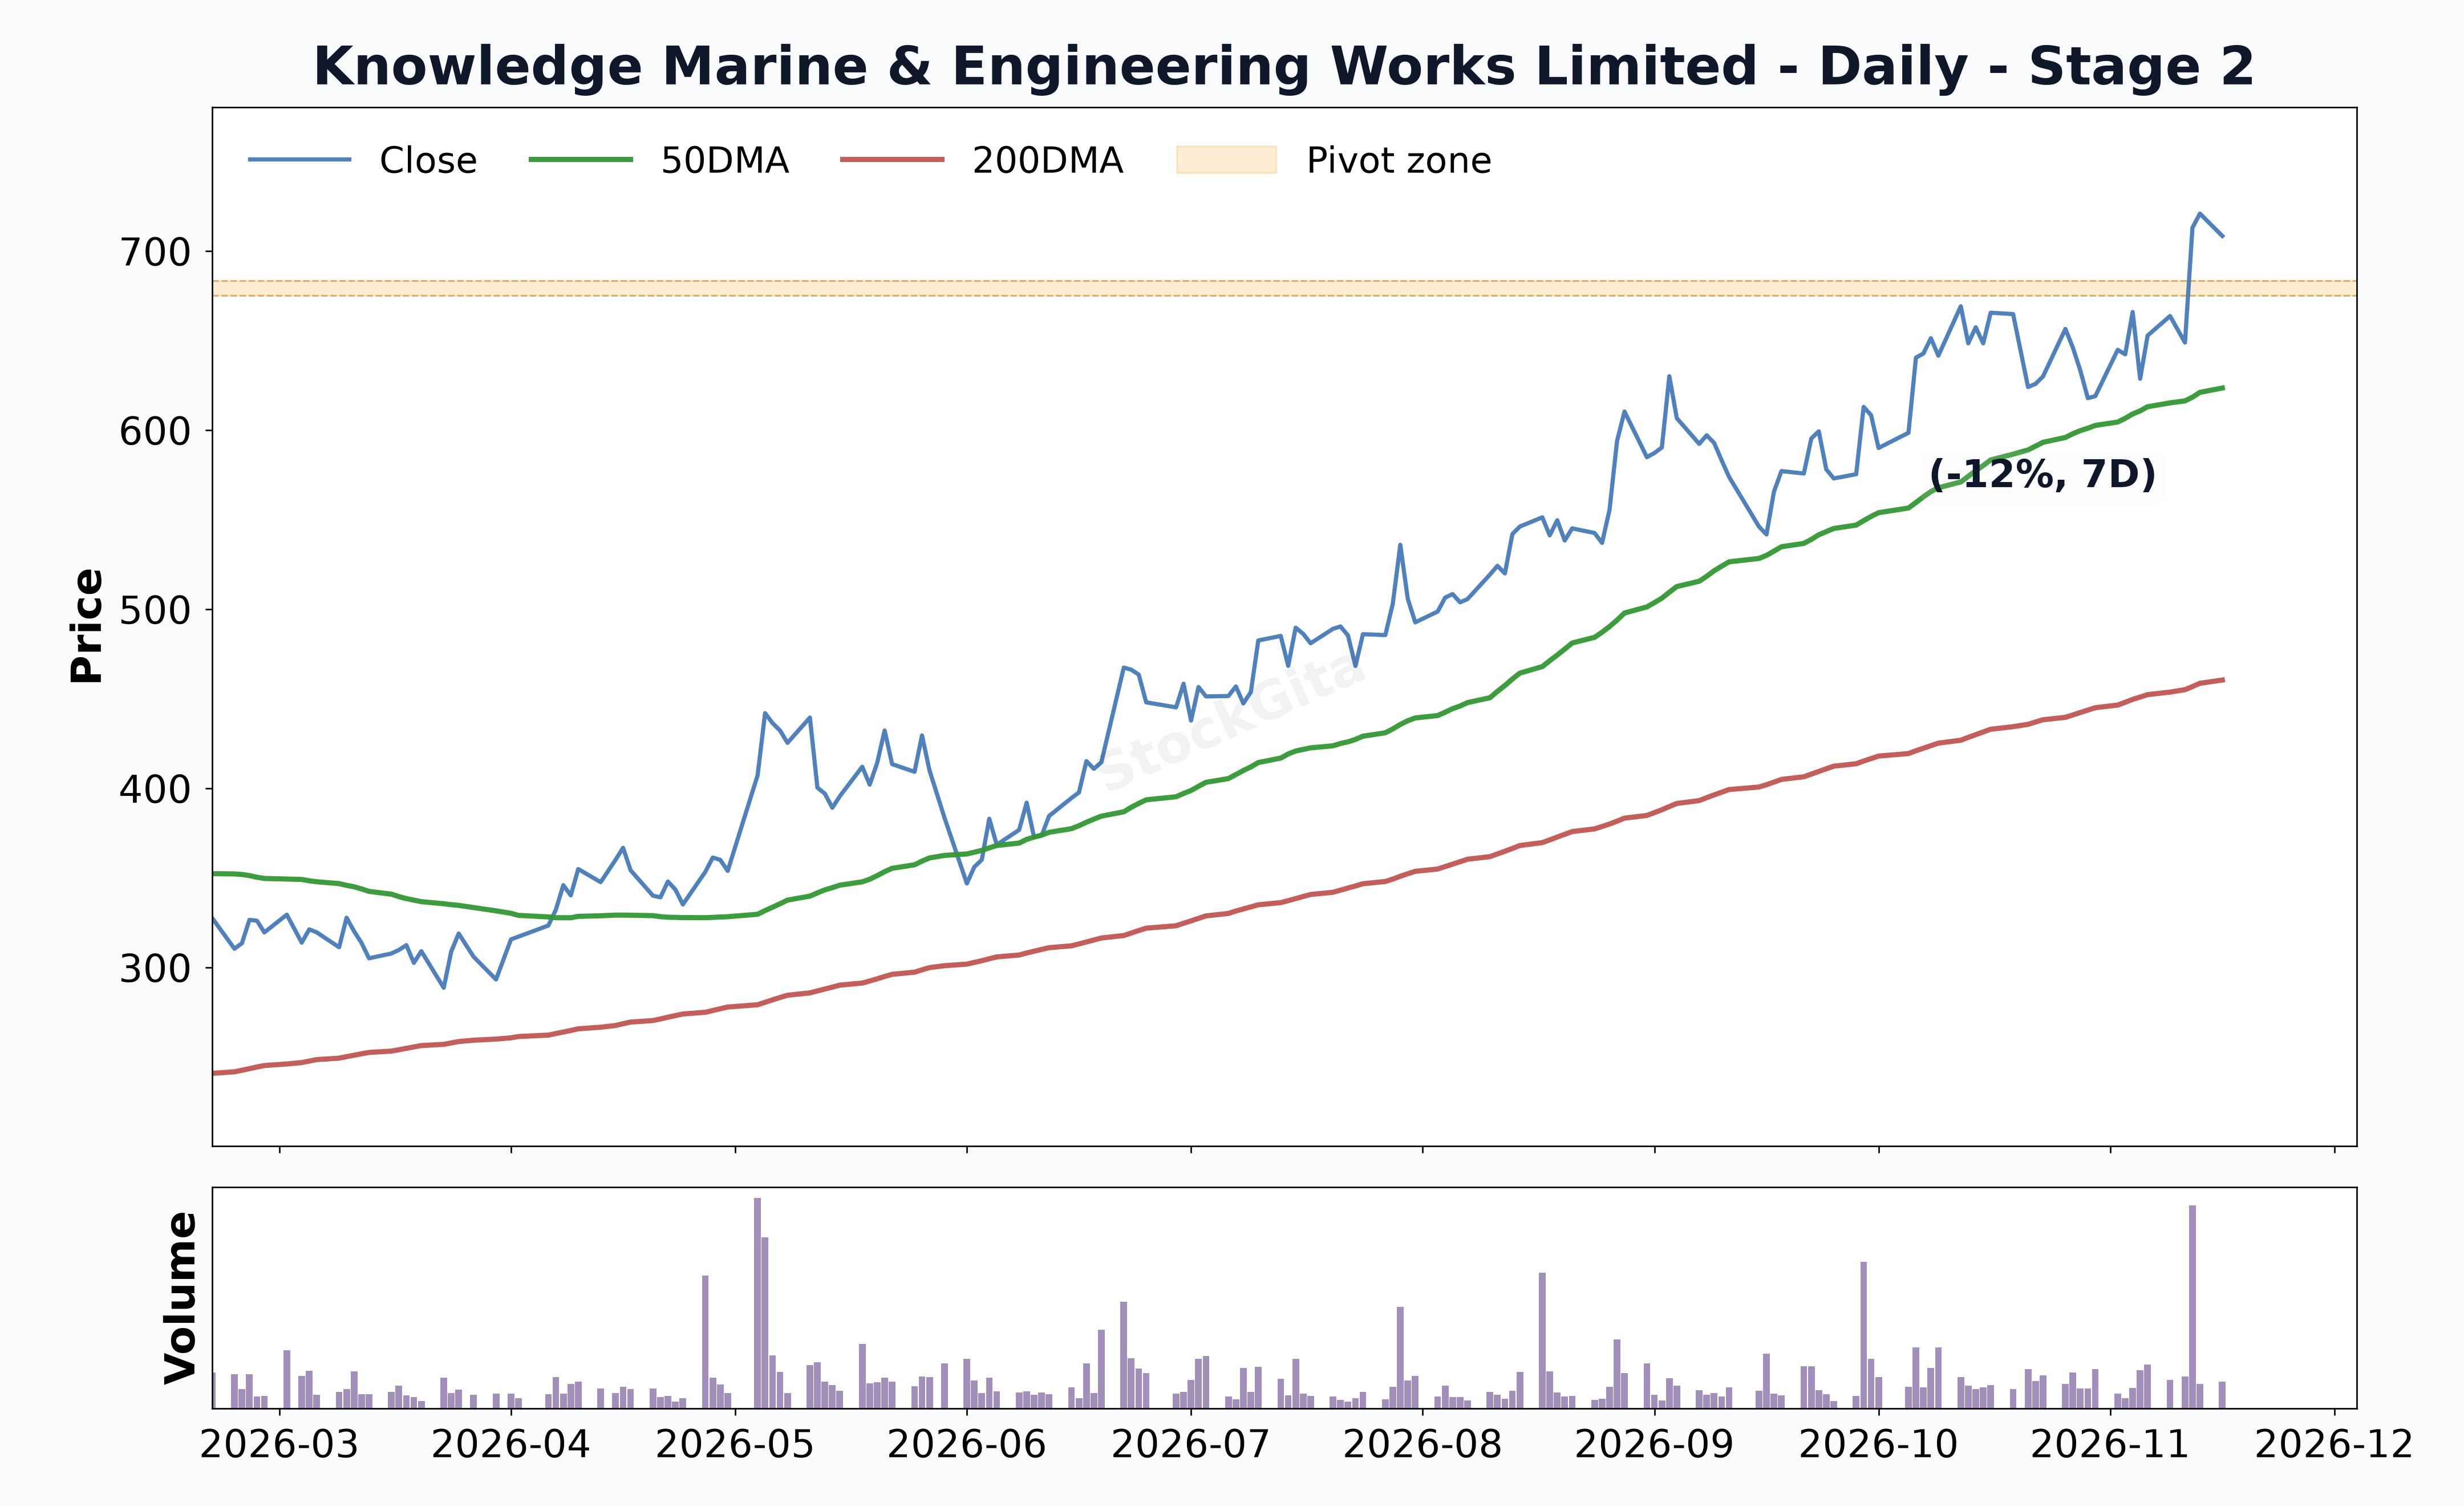 Knowledge Marine & Engineering Works Limited - Daily - Stage 2
Close 50DMA 200DMA Pivot zone
Price
700
600
500
400
300
(-12%, 7D)
StockGita
Volume
2026-03 2026-04 2026-05 2026-06 2026-07 2026-08 2026-09 2026-10 2026-11 2026-12